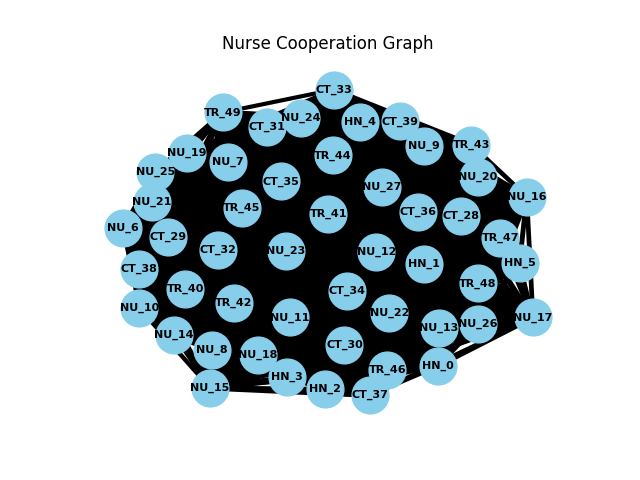 Nurse Cooperation Graph
CT_33
TR_49
NU_24
HN_4
CT_39
CT_31
TR_43
NU_9
NU_19
TR_44
NU_7
NU_25
NU_20
CT_35
NU_27
NU_16
NU_21
TR_45
CT_36
TR_41
CT_28
NU_6
CT_29
TR_47
CT_32
NU_23
NU_12
HN_1
HN_5
CT_38
TR_48
TR_40
CT_34
TR_42
NU_10
NU_22
NU_11
NU_17
NU_26
NU_13
NU_14
CT_30
NU_8
NU_18
HN_0
TR_46
HN_3
NU_15
HN_2
CT_37